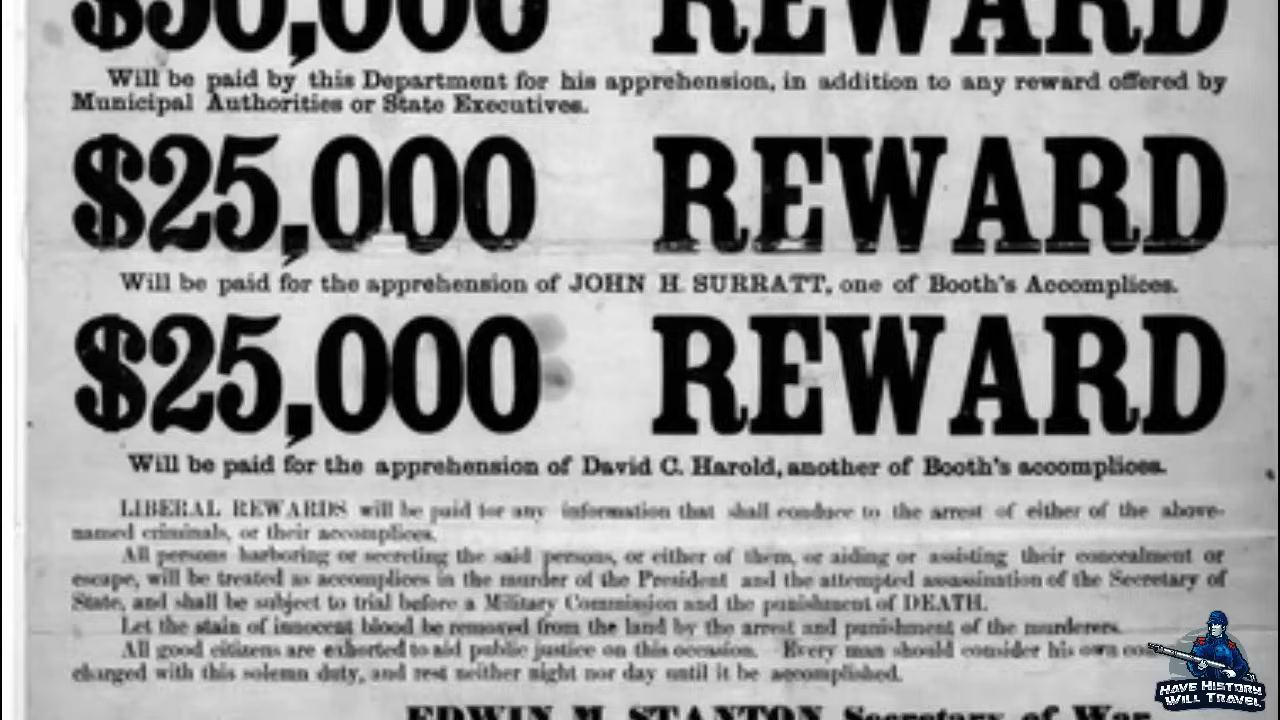 $50,000 REWARD
Will be paid by this Department for his apprehension, in addition to any reward offered by
Municipal Authorities or State Executives.
$25,000 REWARD
Will be paid for the apprehension of JOHN H. SURRATT, one of Booth's Accomplices.
$25,000 REWARD
Will be paid for the apprehension of David C. Harold, another of Booth's accomplices.
LIBERAL REWARDS will be paid for any information that shall conduce to the arrest of either of the above-
named criminals, or their accomplices.
All persons harboring or secreting the said persons, or either of them, or aiding or assisting their concealment or
escape, will be treated as accomplices in the murder of the President and the attempted assassination of the Secretary of
State, and shall be subject to trial before a Military Commission and the punishment of DEATH.
Let the stain of innocent blood be removed from the land by the arrest and punishment of the murderers.
All good citizens are exhorted to aid public justice on this occasion. Every man should consider his own
charged with this solemn duty, and rest neither night nor day until it be accomplished.
EDWIN M. STANTON, Secretary of War.
HAVE HISTORY
WILL TRAVEL